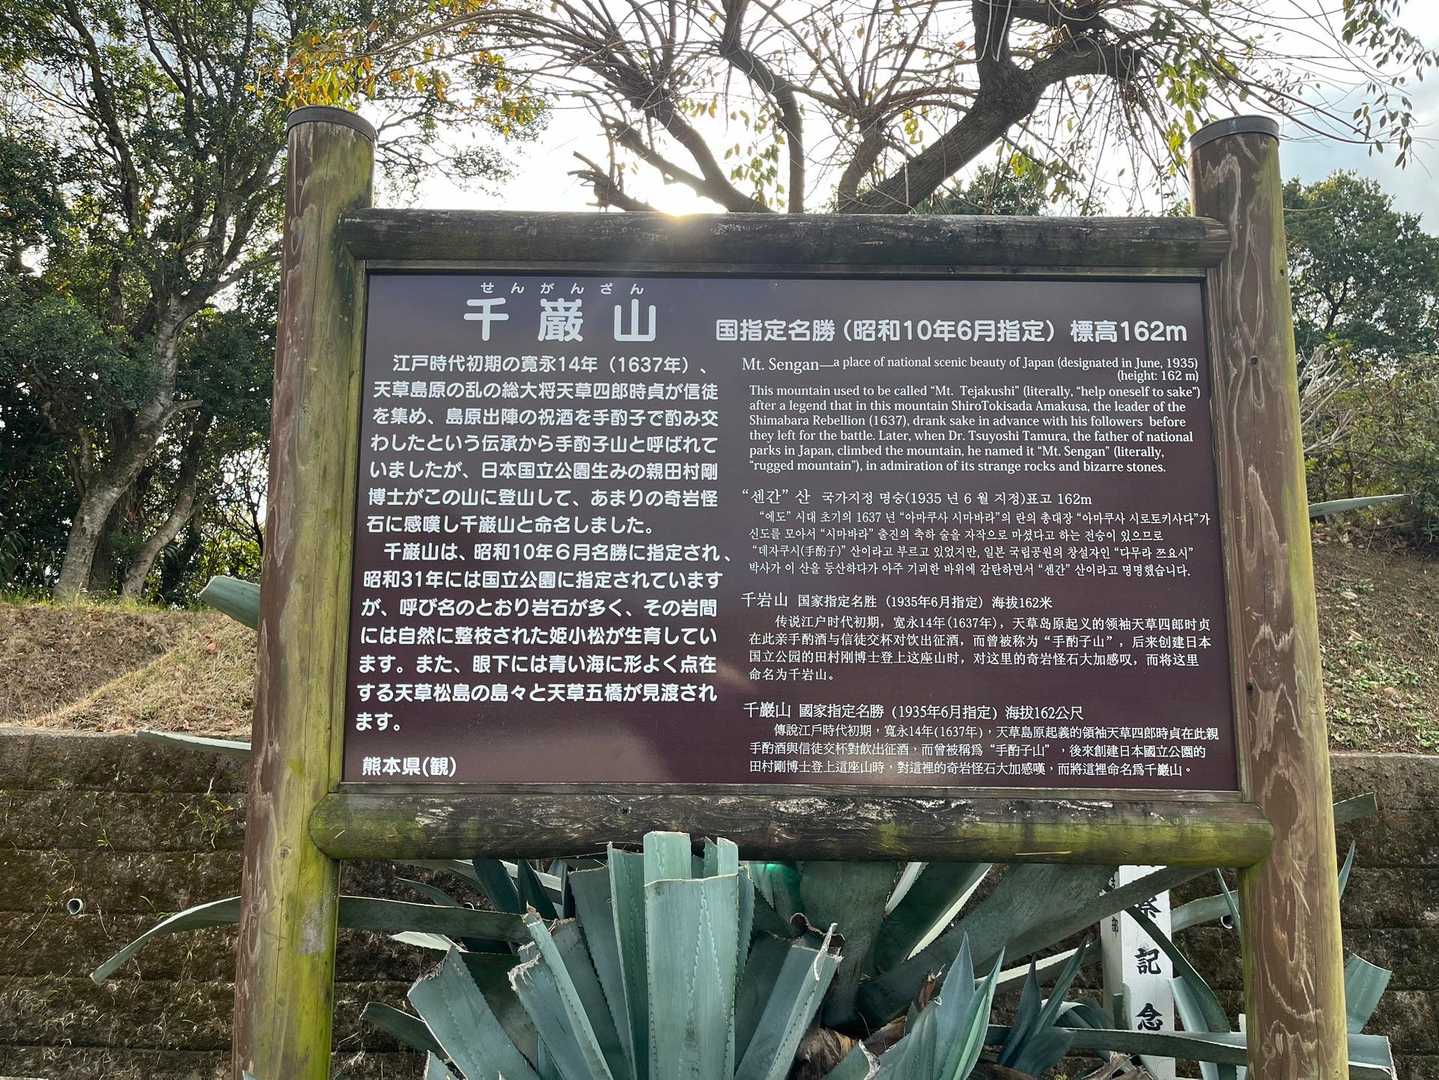 せんがんざん
千巌山
国指定名勝（昭和10年6月指定）標高162m
江戸時代初期の寛永14年（1637年）、
天草島原の乱の総大将天草四郎時貞が信徒
を集め、島原出陣の祝酒を手酌子で酌み交
わしたという伝承から手酌子山と呼ばれて
いましたが、日本国立公園生みの親田村剛
博士がこの山に登山して、あまりの奇岩怪
石に感嘆し千巌山と命名しました。
千巌山は、昭和10年６月名勝に指定され、
昭和31年には国立公園に指定されています
が、呼び名のとおり岩石が多く、その岩間
には自然に整枝された姫小松が生育してい
ます。また、眼下には青い海に形よく点在
する天草松島の島々と天草五橋が見渡され
ます。
熊本県(観)
Mt. Sengan—a place of national scenic beauty of Japan (designated in June, 1935)
(height: 162 m)
This mountain used to be called “Mt. Tejakushi” (literally, “help oneself to sake”)
after a legend that in this mountain ShiroTokisada Amakusa, the leader of the
Shimabara Rebellion (1637), drank sake in advance with his followers before
they left for the battle. Later, when Dr. Tsuyoshi Tamura, the father of national
parks in Japan, climbed the mountain, he named it “Mt. Sengan” (literally,
“rugged mountain”), in admiration of its strange rocks and bizarre stones.
“센간” 산 국가지정 명승(1935 년 6 월 지정)표고 162m
“에도” 시대 초기의 1637 년 “아마쿠사 시마바라”의 란의 총대장 “아마쿠사 시로토키사다”가
신도를 모아서 “시마바라” 출진의 축하 술을 자작으로 마셨다고 하는 전승이 있으므로
“데자쿠시(手酌子)” 산이라고 부르고 있었지만, 일본 국립공원의 창설자인 “다무라 쯔요시”
박사가 이 산을 등산하다가 아주 기괴한 바위에 감탄하면서 “센간” 산이라고 명명했습니다.
千岩山 国家指定名胜（1935年6月指定）海拔162米
传说江户时代初期，宽永14年(1637年)，天草岛原起义的领袖天草四郎时贞
在此亲手酌酒与信徒交杯对饮出征酒，而曾被称为“手酌子山”，后来创建日本
国立公园的田村刚博士登上这座山时，对这里的奇岩怪石大加感叹，而将这里
命名为千岩山。
千巖山 國家指定名勝（1935年6月指定）海拔162公尺
傳說江戶時代初期，寬永14年(1637年)，天草島原起義的領袖天草四郎時貞在此親
手酌酒與信徒交杯對飲出征酒，而曾被稱爲“手酌子山”，後來創建日本國立公園的
田村剛博士登上這座山時，對這裡的奇岩怪石大加感嘆，而將這裡命名爲千巖山。
記念